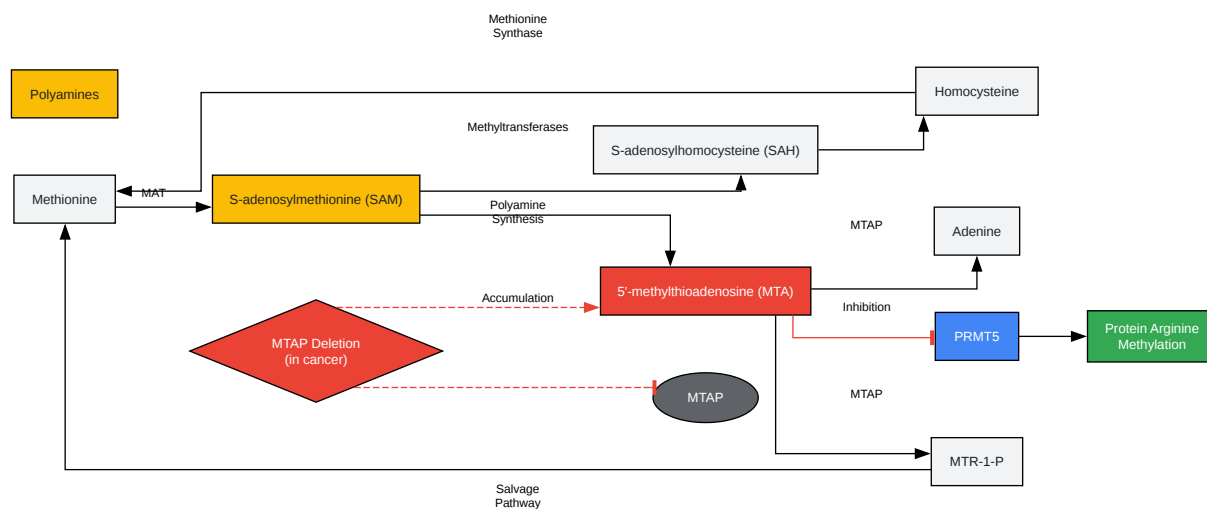 Methionine
Synthase
Polyamines
Homocysteine
Methyltransferases
S-adenosylhomocysteine (SAH)
Methionine
MAT
S-adenosylmethionine (SAM)
Polyamine
Synthesis
MTAP
Adenine
5'-methylthioadenosine (MTA)
Accumulation
Inhibition
MTAP Deletion
(in cancer)
PRMT5
Protein Arginine
Methylation
MTAP
MTAP
MTR-1-P
Salvage
Pathway